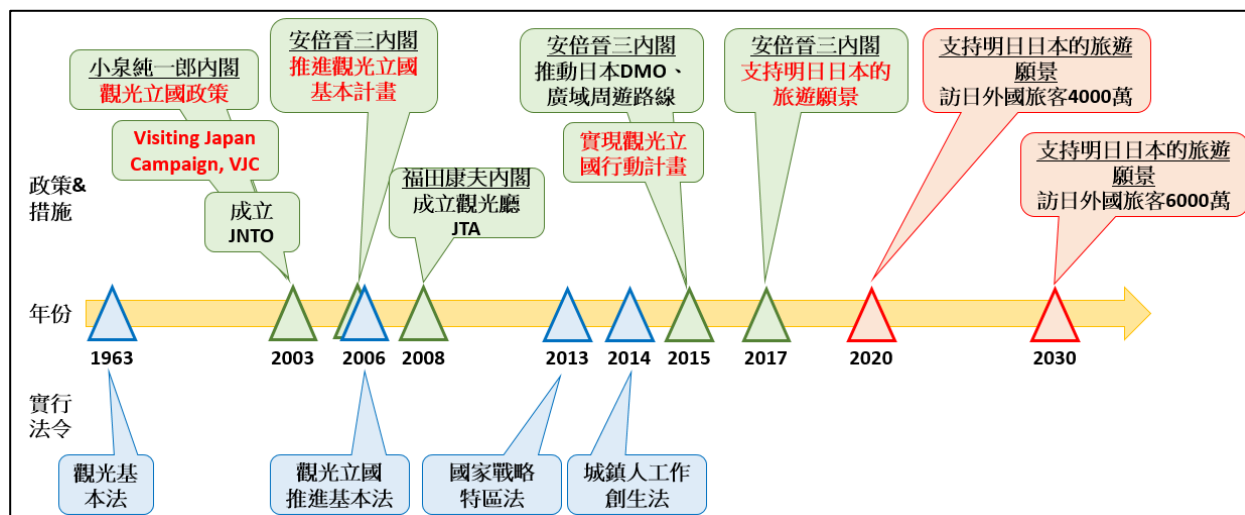 小泉純一郎內閣
觀光立國政策
Visiting Japan
Campaign, VJC
成立
JNTO
安倍晉三內閣
推進觀光立國
基本計畫
福田康夫內閣
成立觀光廳
JTA
安倍晉三內閣
推動日本DMO、
廣域周遊路線
實現觀光立
國行動計畫
安倍晉三內閣
支持明日日本的
旅遊願景
支持明日日本的旅遊
願景
訪日外國旅客4000萬
支持明日日本的旅遊
願景
訪日外國旅客6000萬
政策&
措施
年份
1963
2003
2006
2008
2013
2014
2015
2017
2020
2030
實行
法令
觀光基
本法
觀光立國
推進基本法
國家戰略
特區法
城鎮人工作
創生法